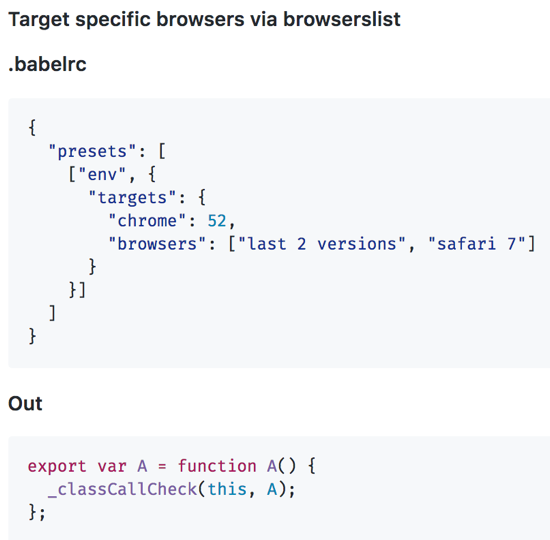 Target specific browsers via browserslist
.babelrc
{
  "presets": [
    ["env", {
      "targets": {
        "chrome": 52,
        "browsers": ["last 2 versions", "safari 7"]
      }
    }]
  ]
}
Out
export var A = function A() {
  _classCallCheck(this, A);
};